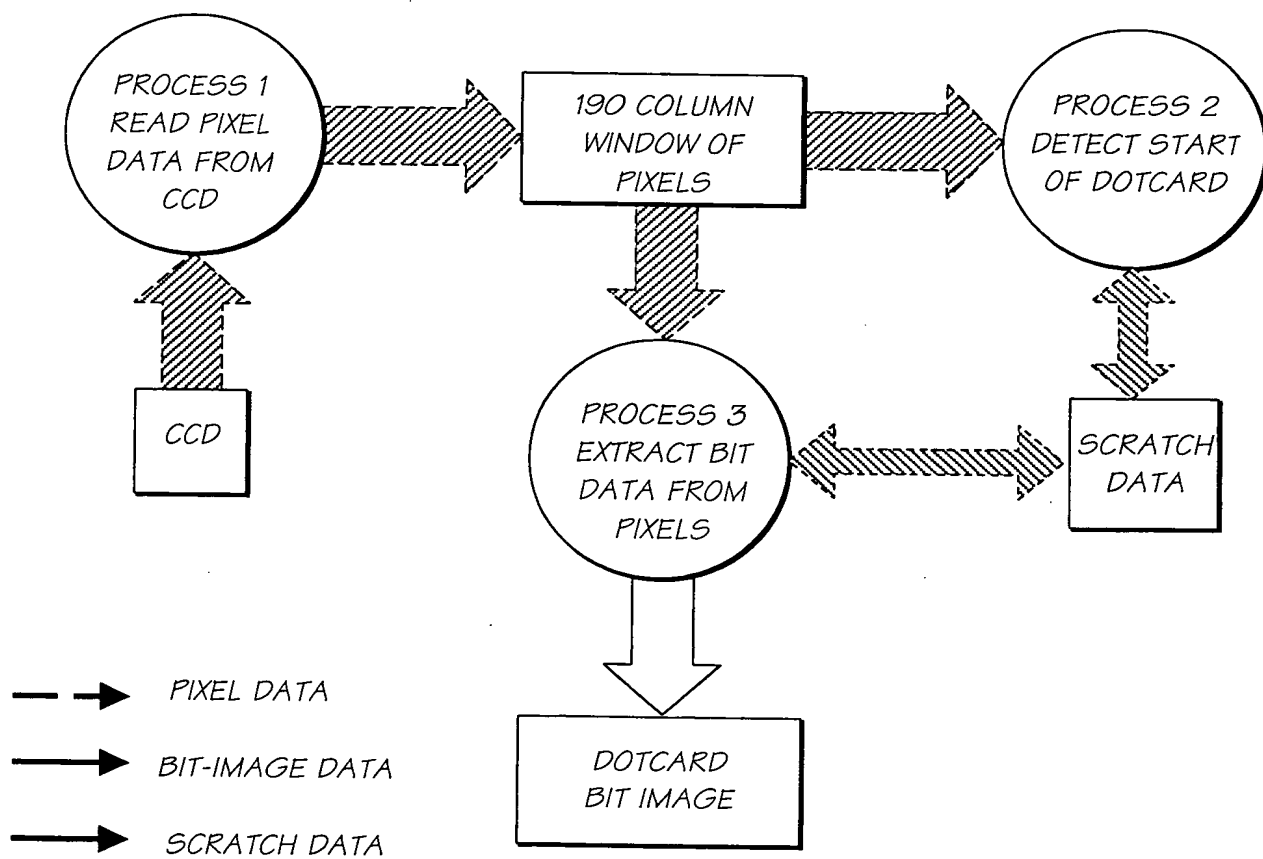 PROCESS 1
READ PIXEL
DATA FROM
CCD
190 COLUMN
WINDOW OF
PIXELS
PROCESS 2
DETECT START
OF DOTCARD
CCD
PROCESS 3
EXTRACT BIT
DATA FROM
PIXELS
SCRATCH
DATA
PIXEL DATA
BIT-IMAGE DATA
SCRATCH DATA
DOTCARD
BIT IMAGE